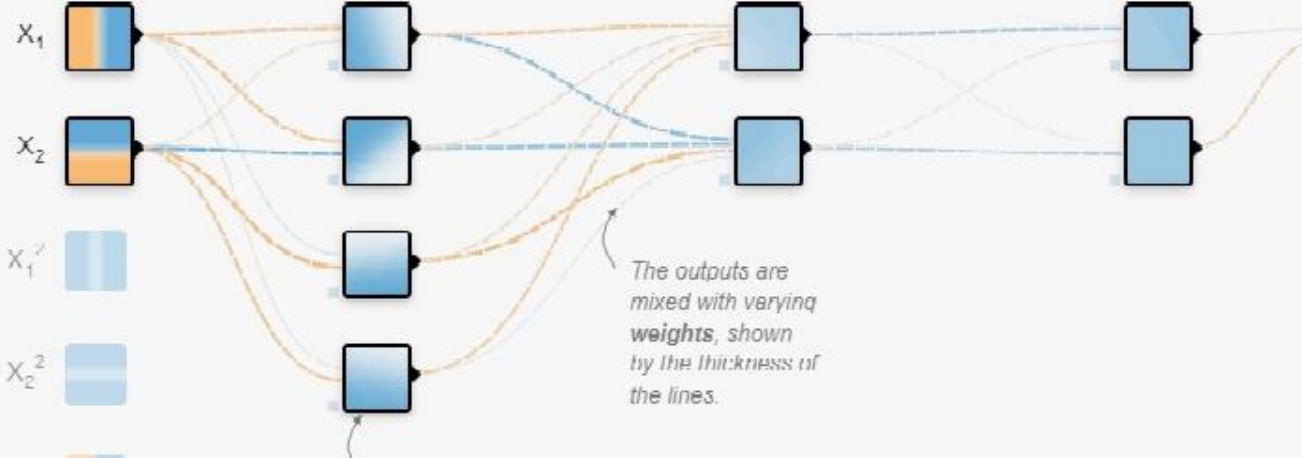 X₁
X₂
X₁²
X₂²
The outputs are
mixed with varying
weights, shown
by the thickness of
the lines.